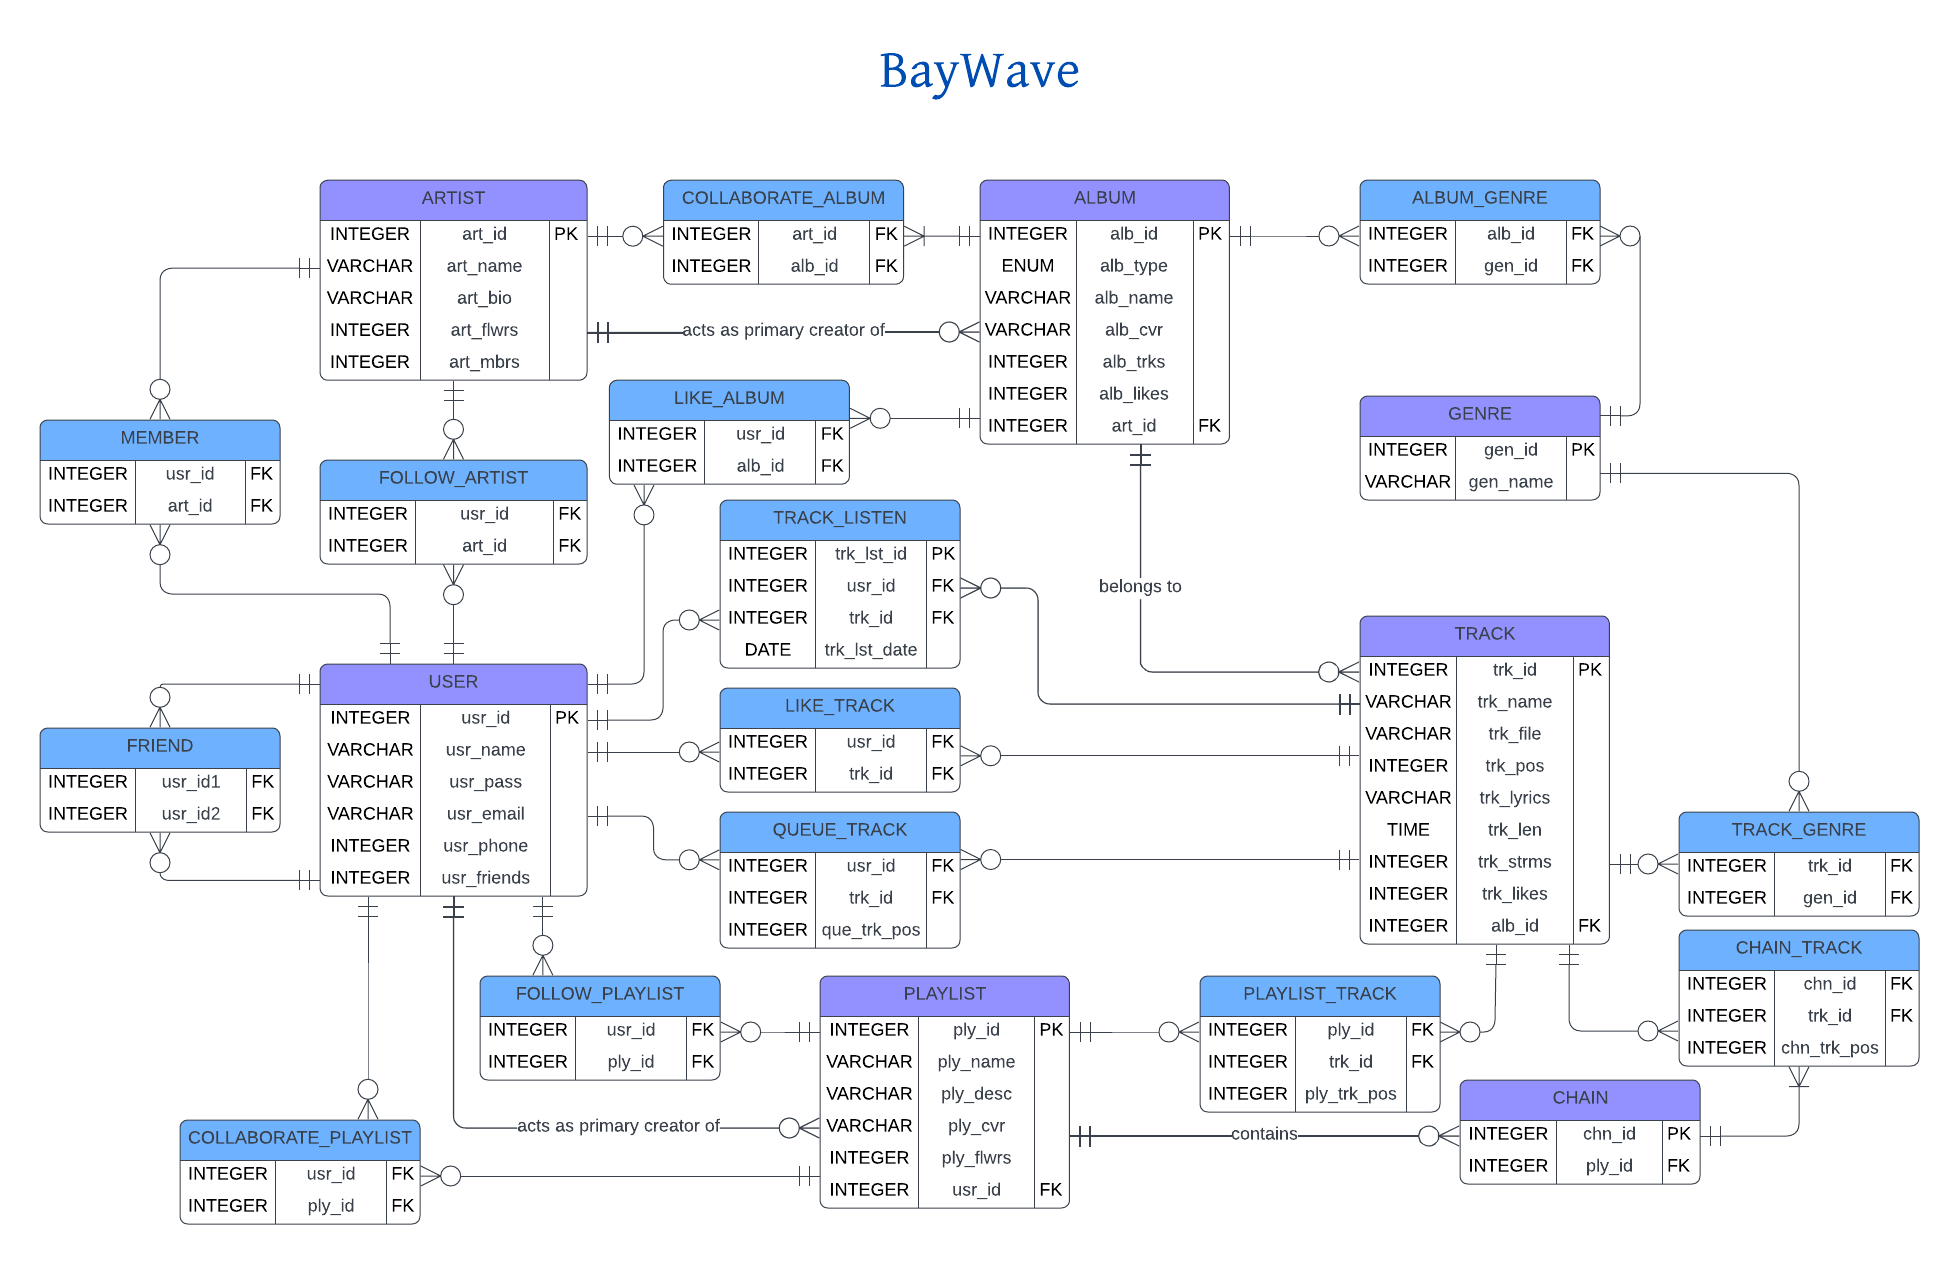 BayWave
ARTIST
INTEGER art_id PK
VARCHAR art_name
VARCHAR art_bio
INTEGER art_flwrs
INTEGER art_mbrs
COLLABORATE_ALBUM
INTEGER art_id FK
INTEGER alb_id FK
ALBUM
INTEGER alb_id PK
ENUM alb_type
VARCHAR alb_name
VARCHAR alb_cvr
INTEGER alb_trks
INTEGER alb_likes
INTEGER art_id FK
ALBUM_GENRE
INTEGER alb_id FK
INTEGER gen_id FK
acts as primary creator of
LIKE_ALBUM
INTEGER usr_id FK
INTEGER alb_id FK
GENRE
INTEGER gen_id PK
VARCHAR gen_name
MEMBER
INTEGER usr_id FK
INTEGER art_id FK
FOLLOW_ARTIST
INTEGER usr_id FK
INTEGER art_id FK
TRACK_LISTEN
INTEGER trk_lst_id PK
INTEGER usr_id FK
INTEGER trk_id FK
DATE trk_lst_date
belongs to
TRACK
INTEGER trk_id PK
VARCHAR trk_name
VARCHAR trk_file
INTEGER trk_pos
VARCHAR trk_lyrics
TIME trk_len
INTEGER trk_strms
INTEGER trk_likes
INTEGER alb_id FK
USER
INTEGER usr_id PK
VARCHAR usr_name
VARCHAR usr_pass
VARCHAR usr_email
INTEGER usr_phone
INTEGER usr_friends
LIKE_TRACK
INTEGER usr_id FK
INTEGER trk_id FK
FRIEND
INTEGER usr_id1 FK
INTEGER usr_id2 FK
QUEUE_TRACK
INTEGER usr_id FK
INTEGER trk_id FK
INTEGER que_trk_pos
TRACK_GENRE
INTEGER trk_id FK
INTEGER gen_id FK
CHAIN_TRACK
INTEGER chn_id FK
INTEGER trk_id FK
INTEGER chn_trk_pos
FOLLOW_PLAYLIST
INTEGER usr_id FK
INTEGER ply_id FK
PLAYLIST
INTEGER ply_id PK
VARCHAR ply_name
VARCHAR ply_desc
VARCHAR ply_cvr
INTEGER ply_flwrs
INTEGER usr_id FK
PLAYLIST_TRACK
INTEGER ply_id FK
INTEGER trk_id FK
INTEGER ply_trk_pos
CHAIN
INTEGER chn_id PK
INTEGER ply_id FK
acts as primary creator of
contains
COLLABORATE_PLAYLIST
INTEGER usr_id FK
INTEGER ply_id FK